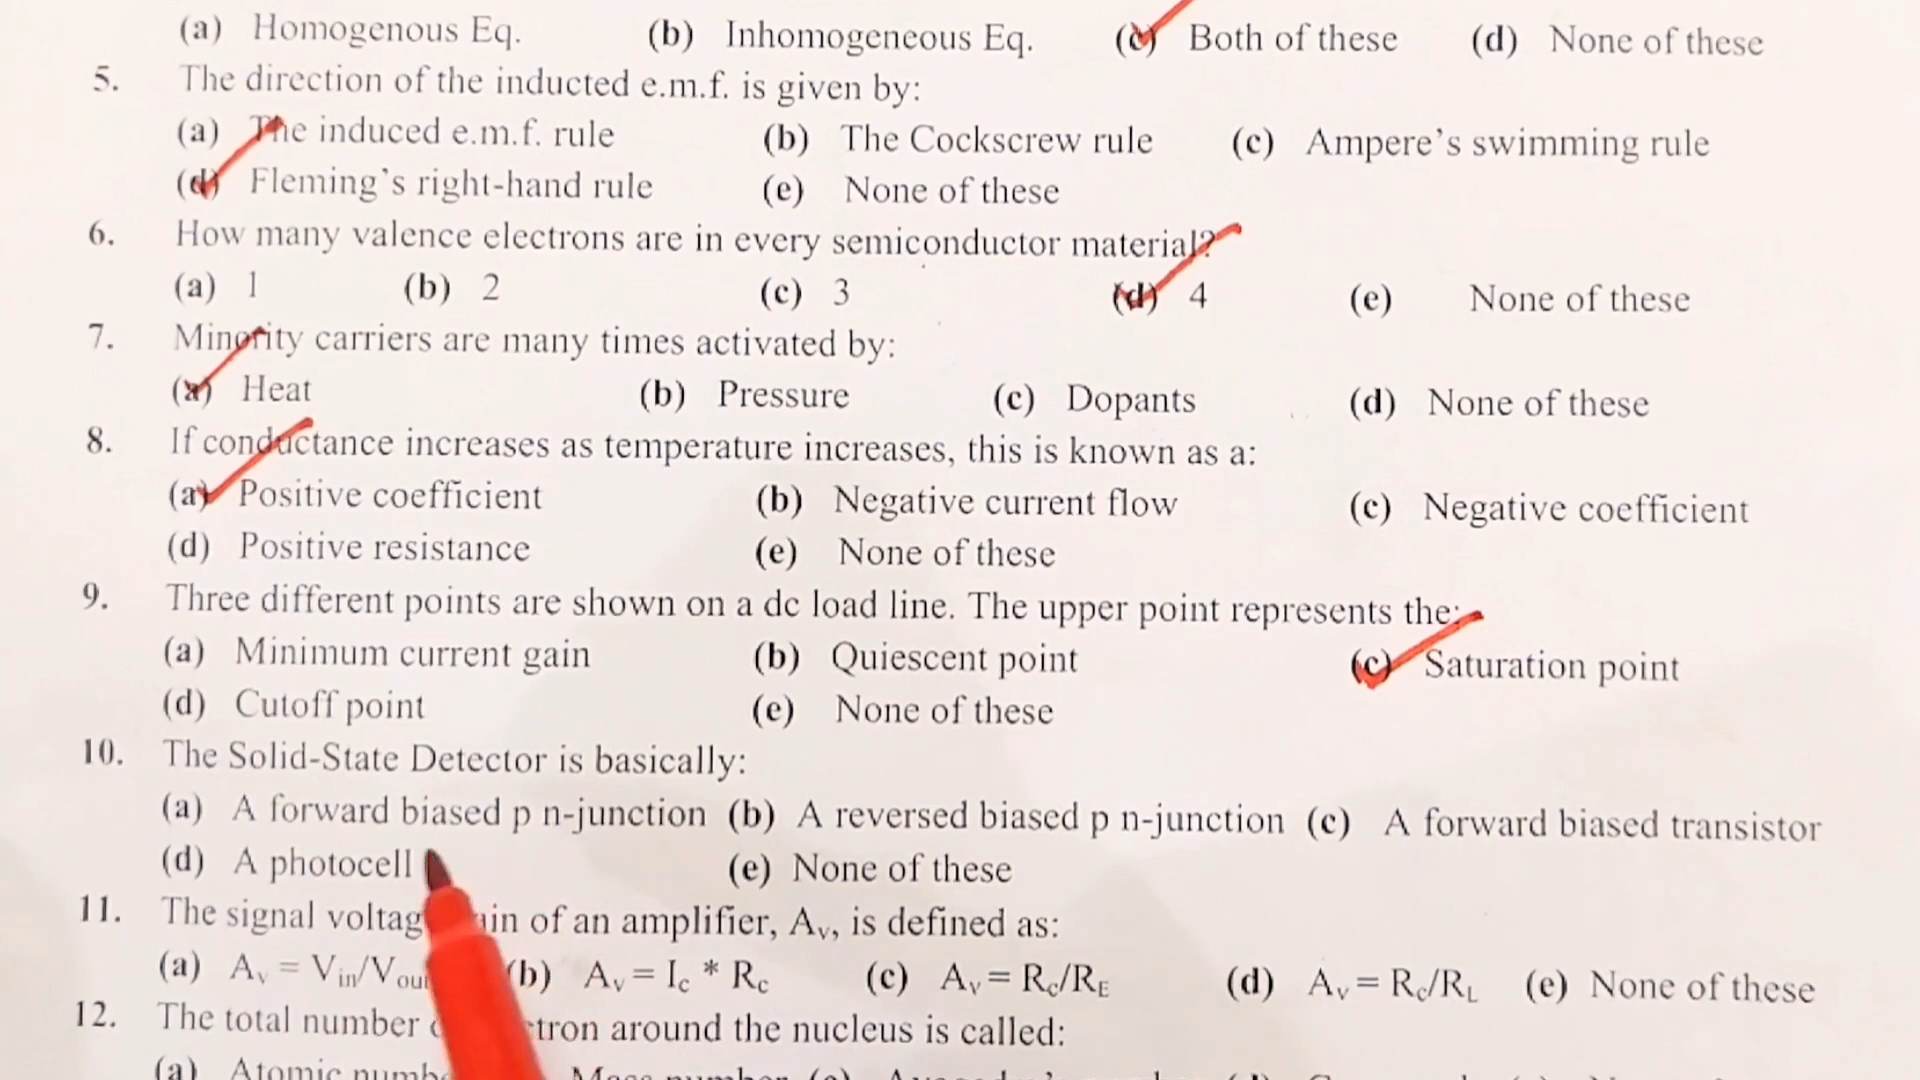 (a) Homogenous Eq. (b) Inhomogeneous Eq. (c) Both of these (d) None of these
5. The direction of the inducted e.m.f. is given by:
(a) The induced e.m.f. rule (b) The Cockscrew rule (c) Ampere's swimming rule
(d) Fleming's right-hand rule (e) None of these
6. How many valence electrons are in every semiconductor material?
(a) 1 (b) 2 (c) 3 (d) 4 (e) None of these
7. Minority carriers are many times activated by:
(a) Heat (b) Pressure (c) Dopants (d) None of these
8. If conductance increases as temperature increases, this is known as a:
(a) Positive coefficient (b) Negative current flow (c) Negative coefficient
(d) Positive resistance (e) None of these
9. Three different points are shown on a dc load line. The upper point represents the:
(a) Minimum current gain (b) Quiescent point (c) Saturation point
(d) Cutoff point (e) None of these
10. The Solid-State Detector is basically:
(a) A forward biased p n-junction (b) A reversed biased p n-junction (c) A forward biased transistor
(d) A photocell (e) None of these
11. The signal voltag ain of an amplifier, Av, is defined as:
(a) Av = Vin/Vout (b) Av = Ic * Rc (c) Av = Rc/RE (d) Av = Rc/RL (e) None of these
12. The total number tron around the nucleus is called:
(a) Atomic numb Mass number (c)